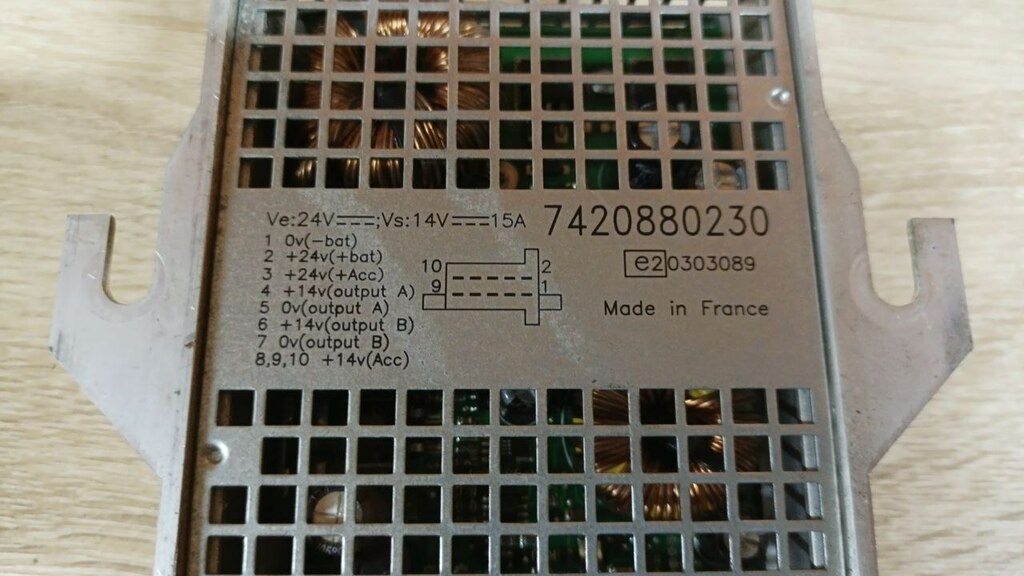 Ve:24V⎓;Vs:14V⎓15A
7420880230
1 0v(-bat)
2 +24v(+bat)
3 +24v(+Acc)
4 +14v(output A)
5 0v(output A)
6 +14v(output B)
7 0v(output B)
8,9,10 +14v(Acc)
10 2
9 1
e2 0303089
Made in France